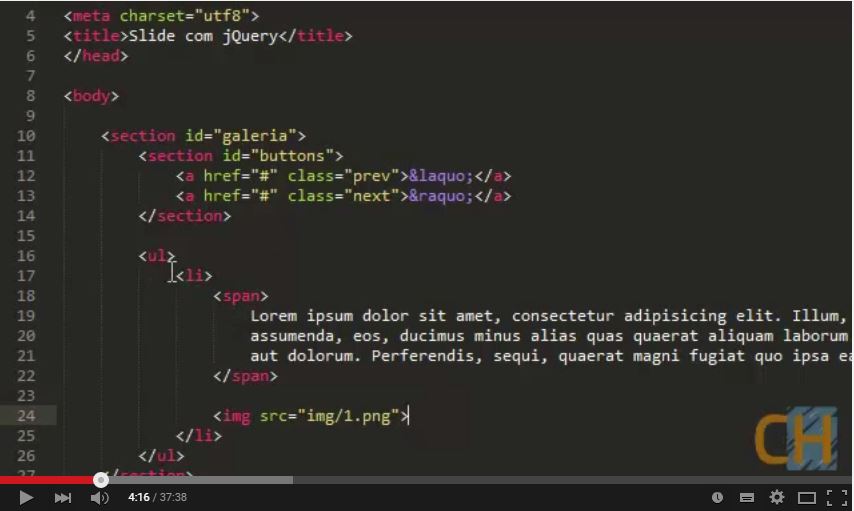 4 <meta charset="utf8">
5 <title>Slide com jQuery</title>
6 </head>
7
8 <body>
9
10 <section id="galeria">
11 <section id="buttons">
12 <a href="#" class="prev">&laquo;</a>
13 <a href="#" class="next">&raquo;</a>
14 </section>
15
16 <ul>
17 <li>
18 <span>
19 Lorem ipsum dolor sit amet, consectetur adipisicing elit. Illum,
20 assumenda, eos, ducimus minus alias quas quaerat aliquam laborum
21 aut dolorum. Perferendis, sequi, quaerat magni fugiat quo ipsa ea
22 </span>
23
24 <img src="img/1.png">
25 </li>
26 </ul>
27 </section>
CH
4:16 / 37:38